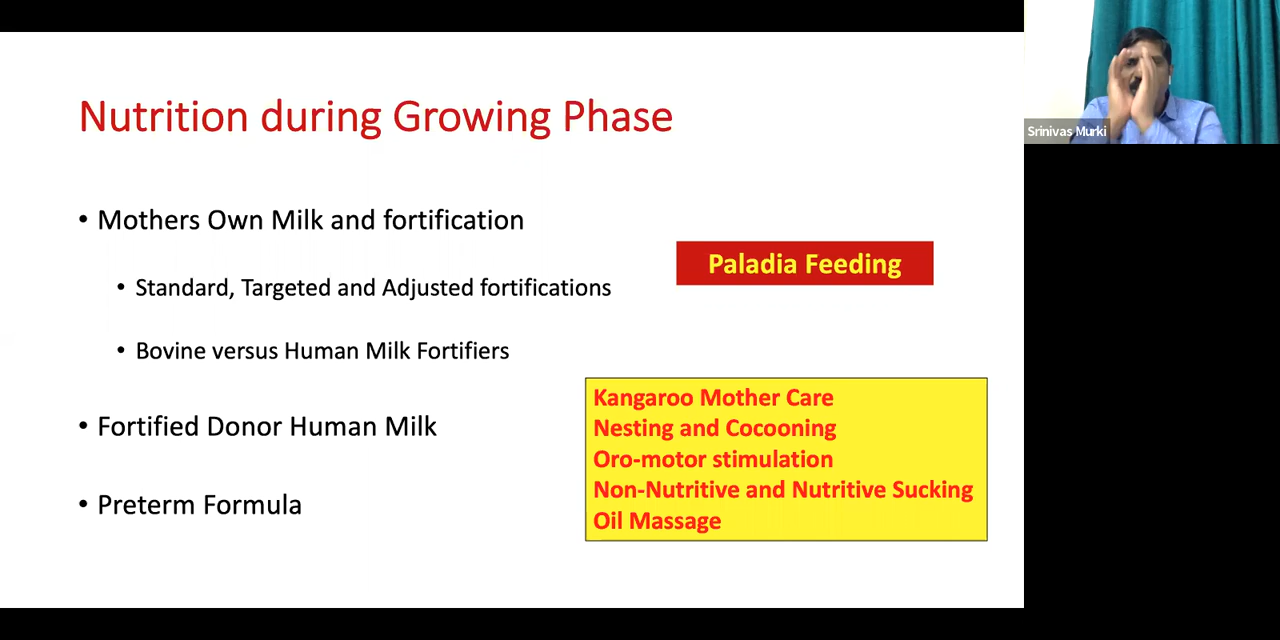 Nutrition during Growing Phase
• Mothers Own Milk and fortification
• Standard, Targeted and Adjusted fortifications
• Bovine versus Human Milk Fortifiers
• Fortified Donor Human Milk
• Preterm Formula
Paladia Feeding
Kangaroo Mother Care
Nesting and Cocooning
Oro-motor stimulation
Non-Nutritive and Nutritive Sucking
Oil Massage
Srinivas Murki